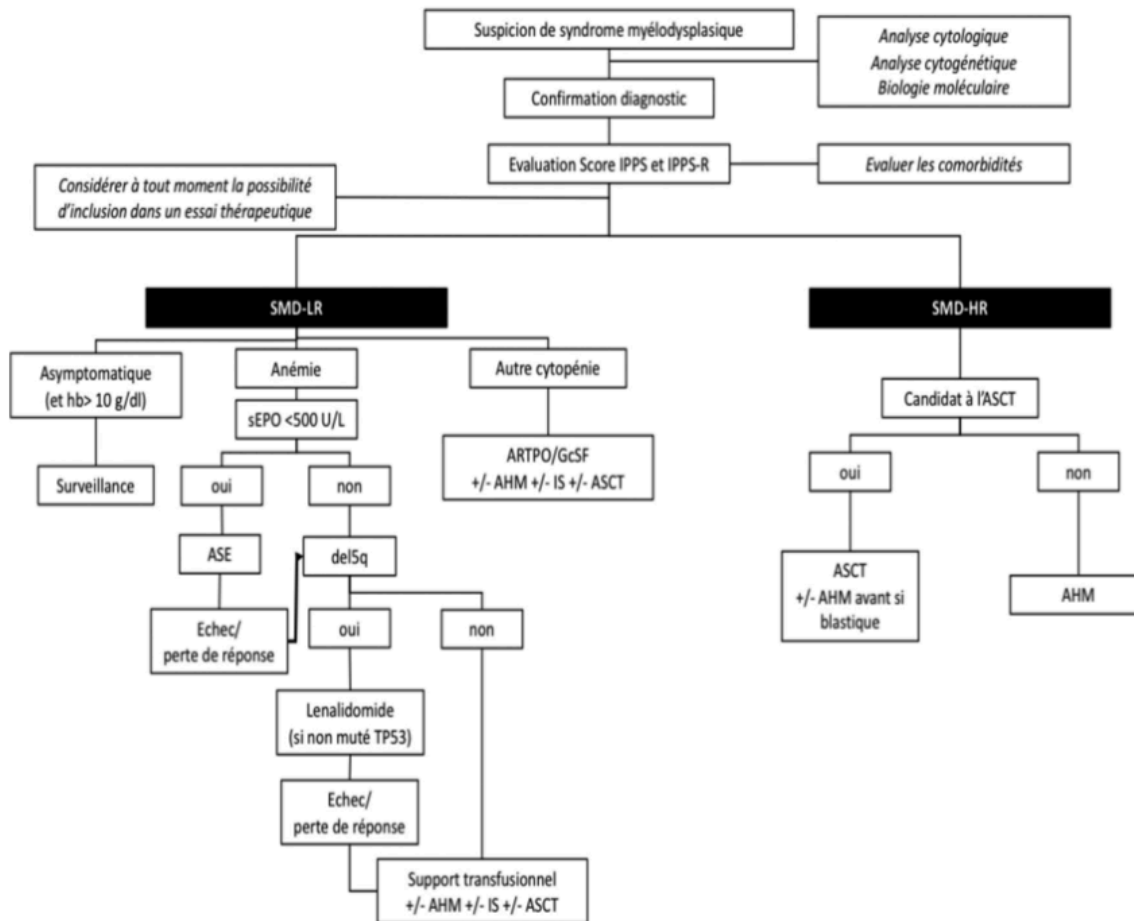 Suspicion de syndrome myélodysplasique
Analyse cytologique
Analyse cytogénétique
Biologie moléculaire
Confirmation diagnostic
Evaluation Score IPPS et IPPS-R
Evaluer les comorbidités
Considérer à tout moment la possibilité
d'inclusion dans un essai thérapeutique
SMD-LR
SMD-HR
Asymptomatique
(et hb> 10 g/dl)
Anémie
Autre cytopénie
Candidat à l'ASCT
sEPO <500 U/L
Surveillance
oui
non
ARTPO/GcSF
+/- AHM +/- IS +/- ASCT
oui
non
ASE
del5q
ASCT
+/- AHM avant si
blastique
AHM
Echec/
perte de réponse
oui
non
Lenalidomide
(si non muté TP53)
Echec/
perte de réponse
Support transfusionnel
+/- AHM +/- IS +/- ASCT